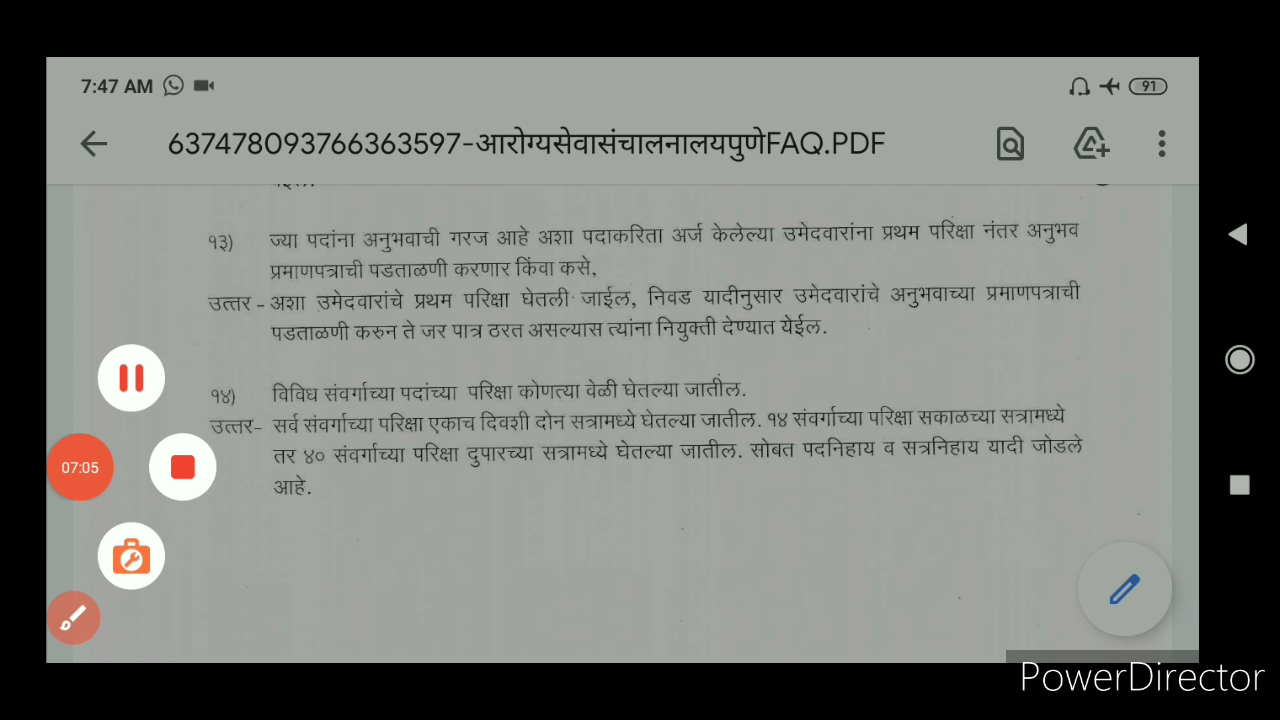 7:47 AM
91
637478093766363597-आरोग्यसेवासंचालनालयपुणेFAQ.PDF
१३) ज्या पदांना अनुभवाची गरज आहे अशा पदाकरिता अर्ज केलेल्या उमेदवारांना प्रथम परिक्षा नंतर अनुभव
प्रमाणपत्राची पडताळणी करणार किंवा कसे,
उत्तर - अशा उमेदवारांचे प्रथम परिक्षा घेतली जाईल, निवड यादीनुसार उमेदवारांचे अनुभवाच्या प्रमाणपत्राची
पडताळणी करुन ते जर पात्र ठरत असल्यास त्यांना नियुक्ती देण्यात येईल.
१४) विविध संवर्गाच्या पदांच्या परिक्षा कोणत्या वेळी घेतल्या जातील.
उत्तर- सर्व संवर्गाच्या परिक्षा एकाच दिवशी दोन सत्रामध्ये घेतल्या जातील. १४ संवर्गाच्या परिक्षा सकाळच्या सत्रामध्ये
तर ४० संवर्गाच्या परिक्षा दुपारच्या सत्रामध्ये घेतल्या जातील. सोबत पदनिहाय व सत्रनिहाय यादी जोडले
आहे.
07:05
PowerDirector